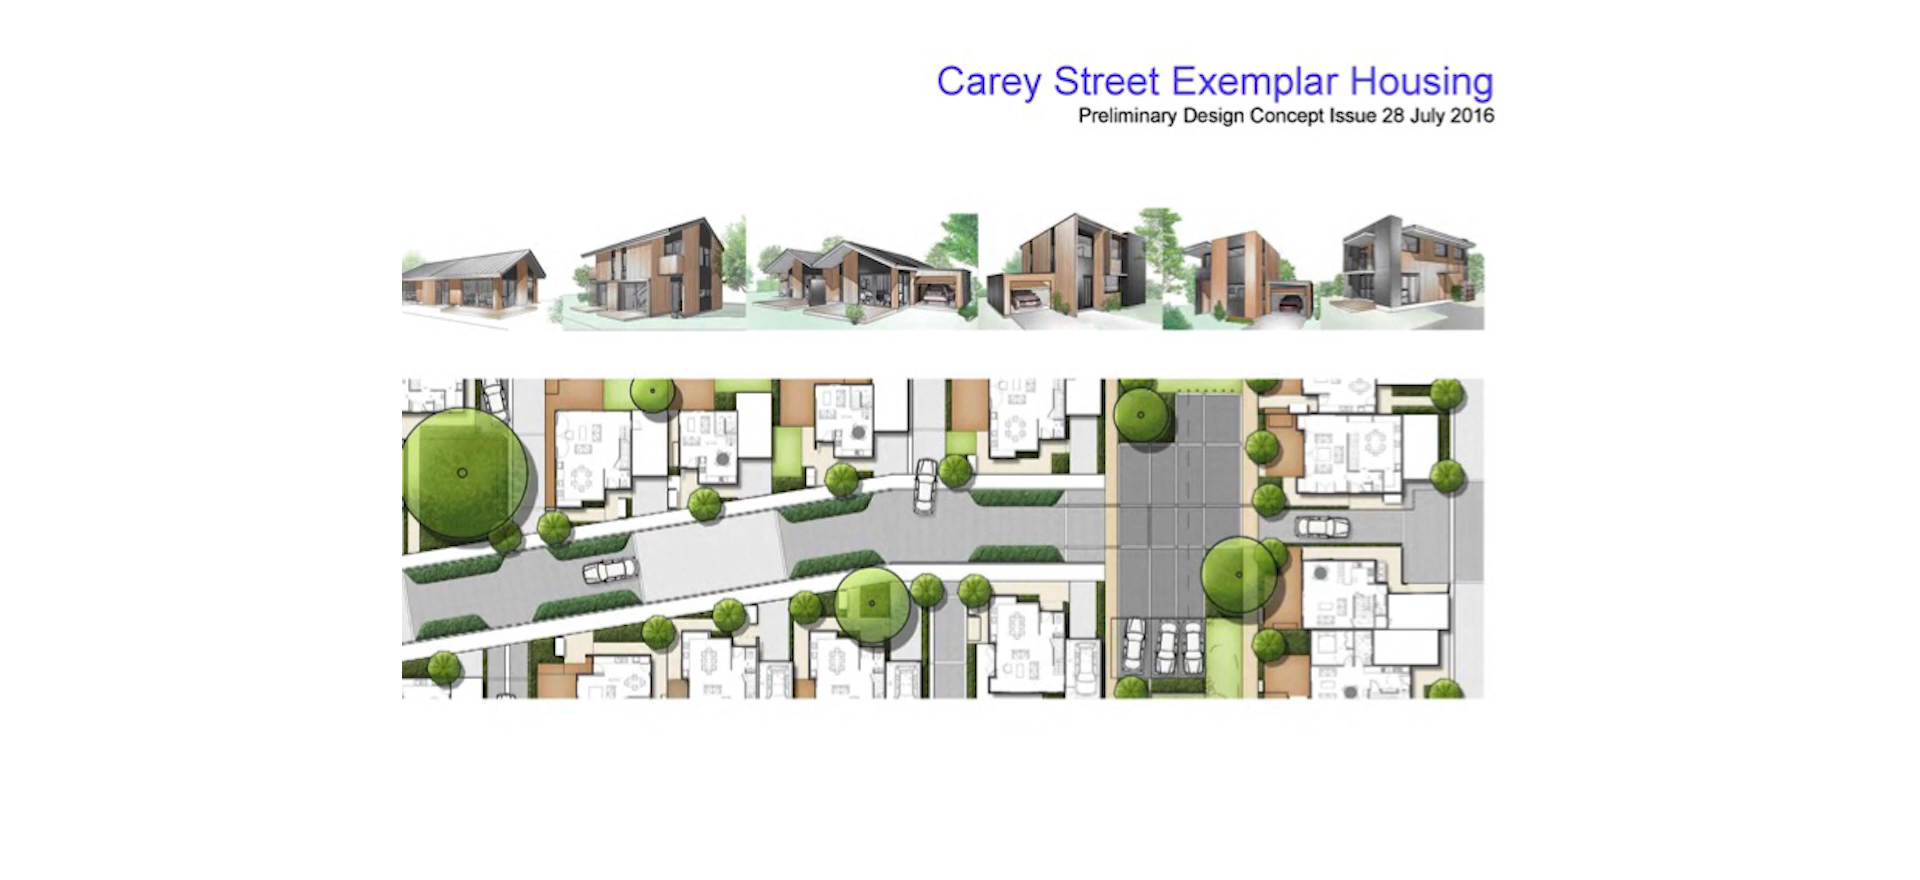 Carey Street Exemplar Housing
Preliminary Design Concept Issue 28 July 2016